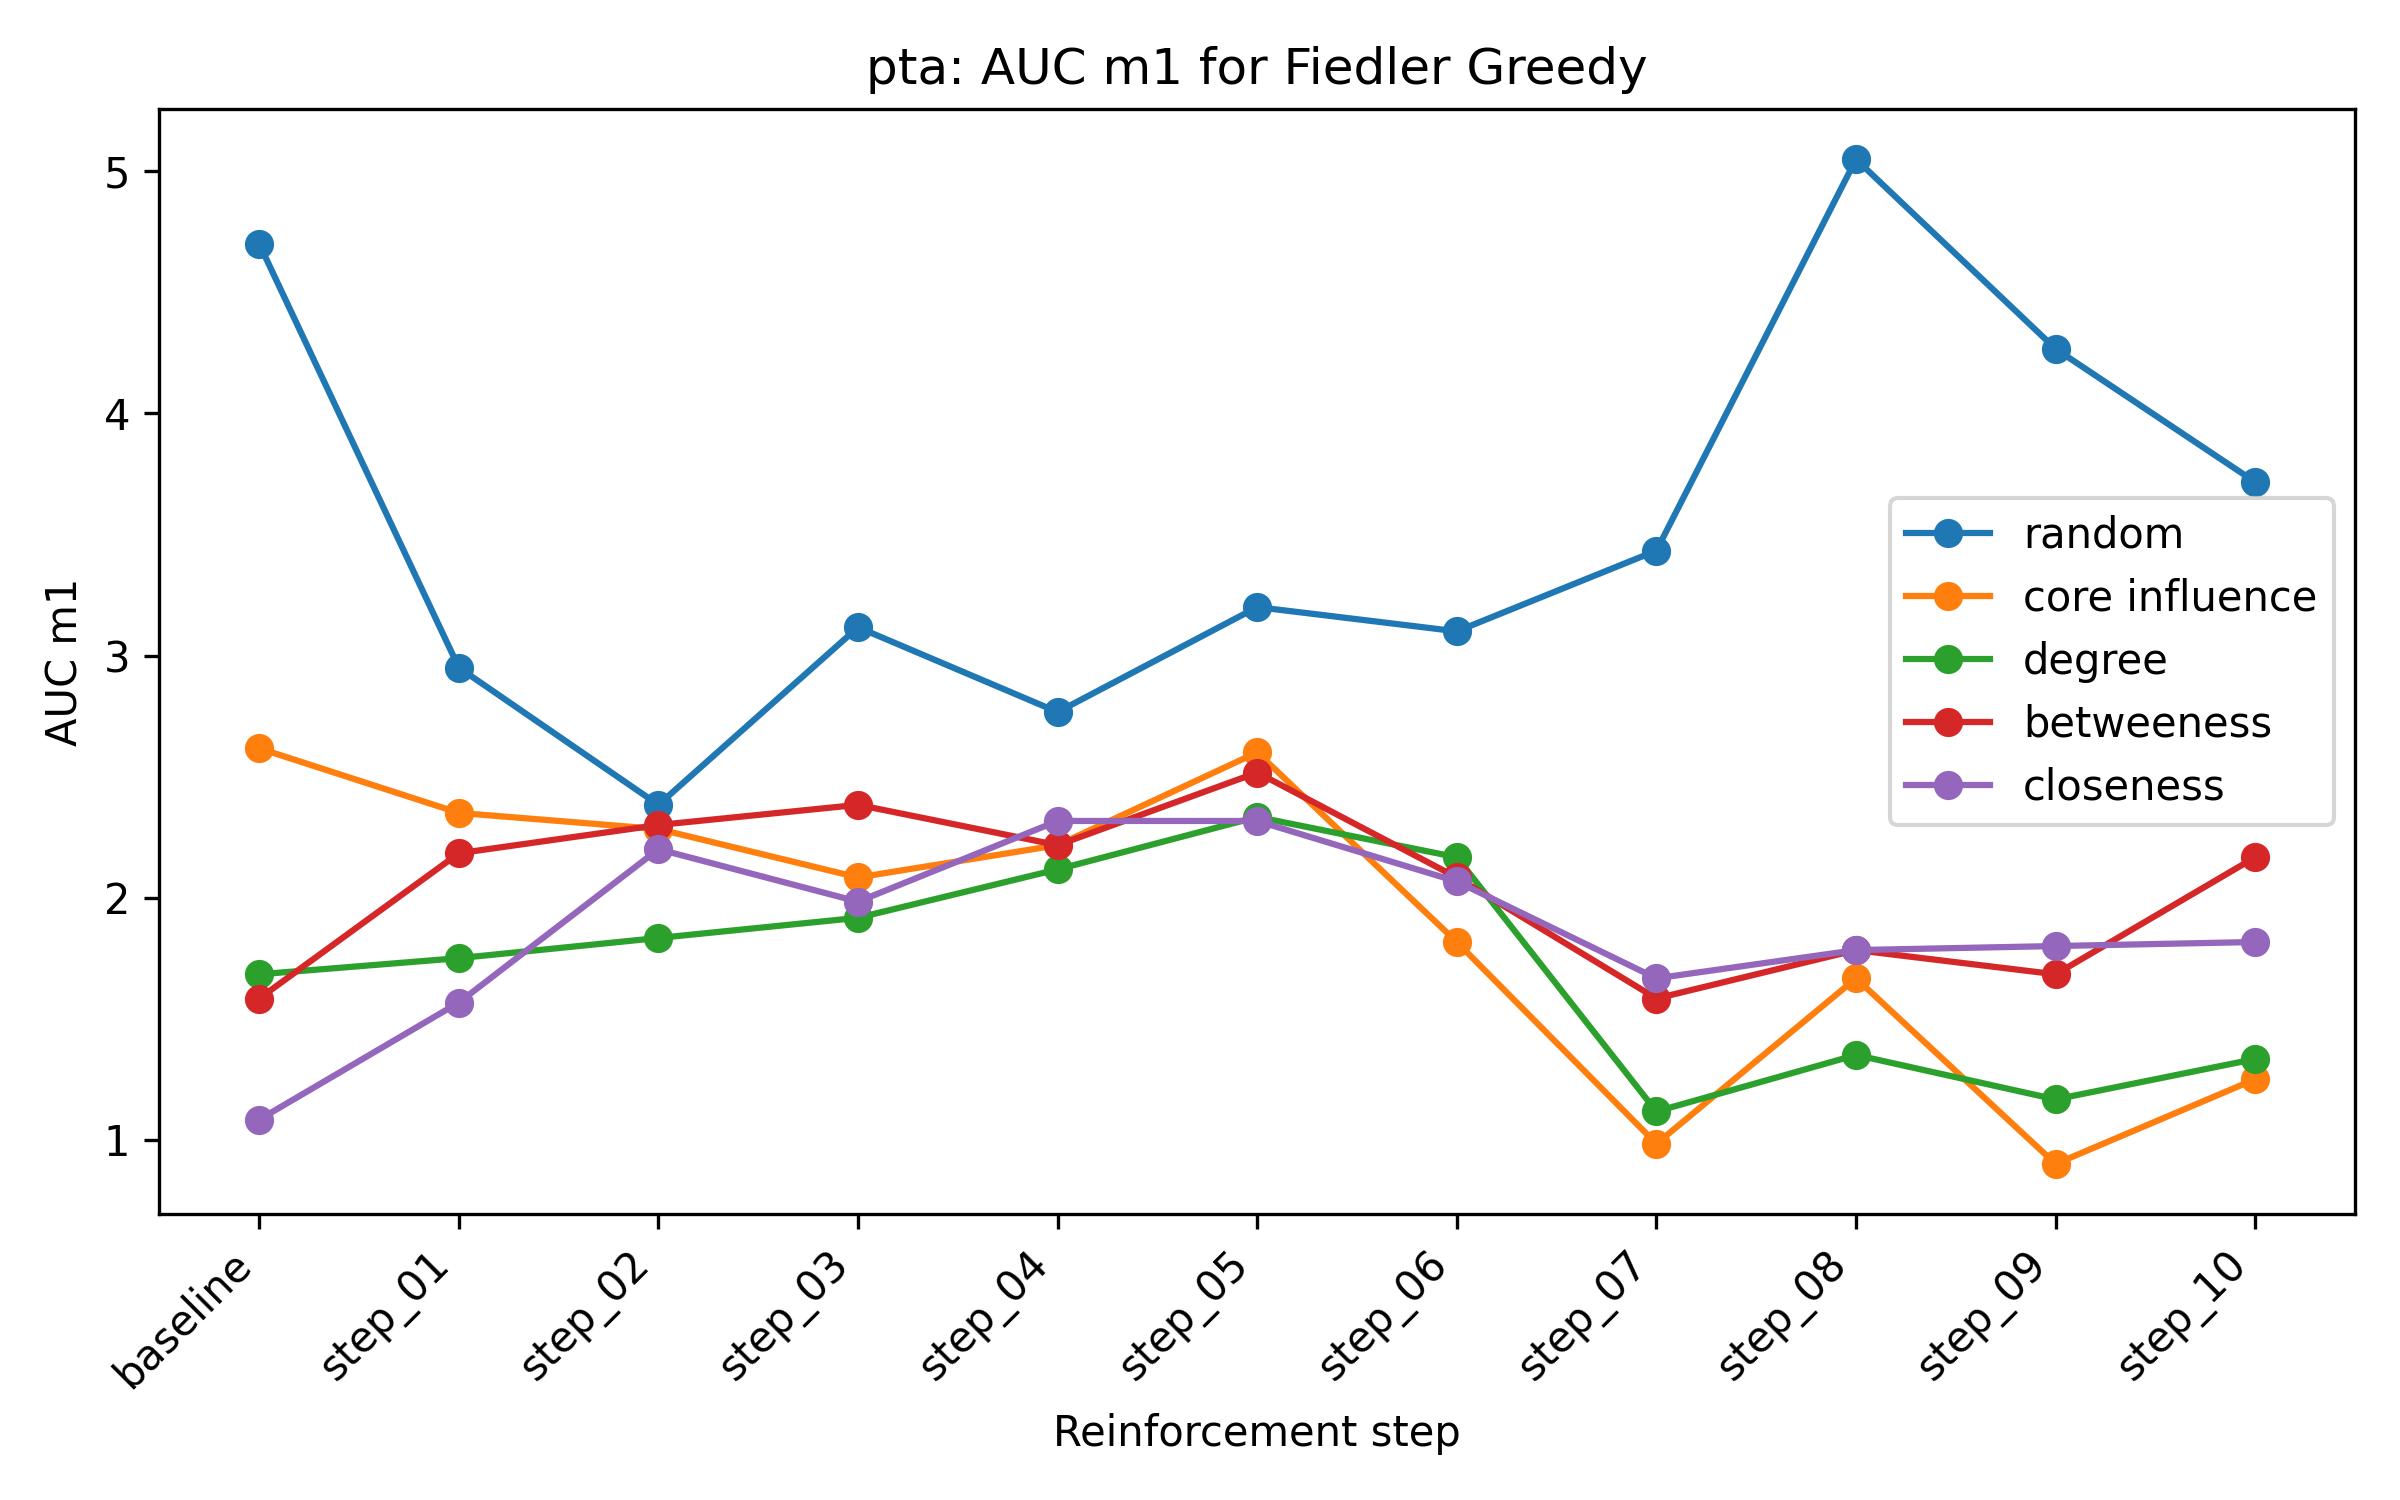 pta: AUC m1 for Fiedler Greedy
AUC m1
5
4
3
2
1
random
core influence
degree
betweeness
closeness
baseline
step_01
step_02
step_03
step_04
step_05
step_06
step_07
step_08
step_09
step_10
Reinforcement step